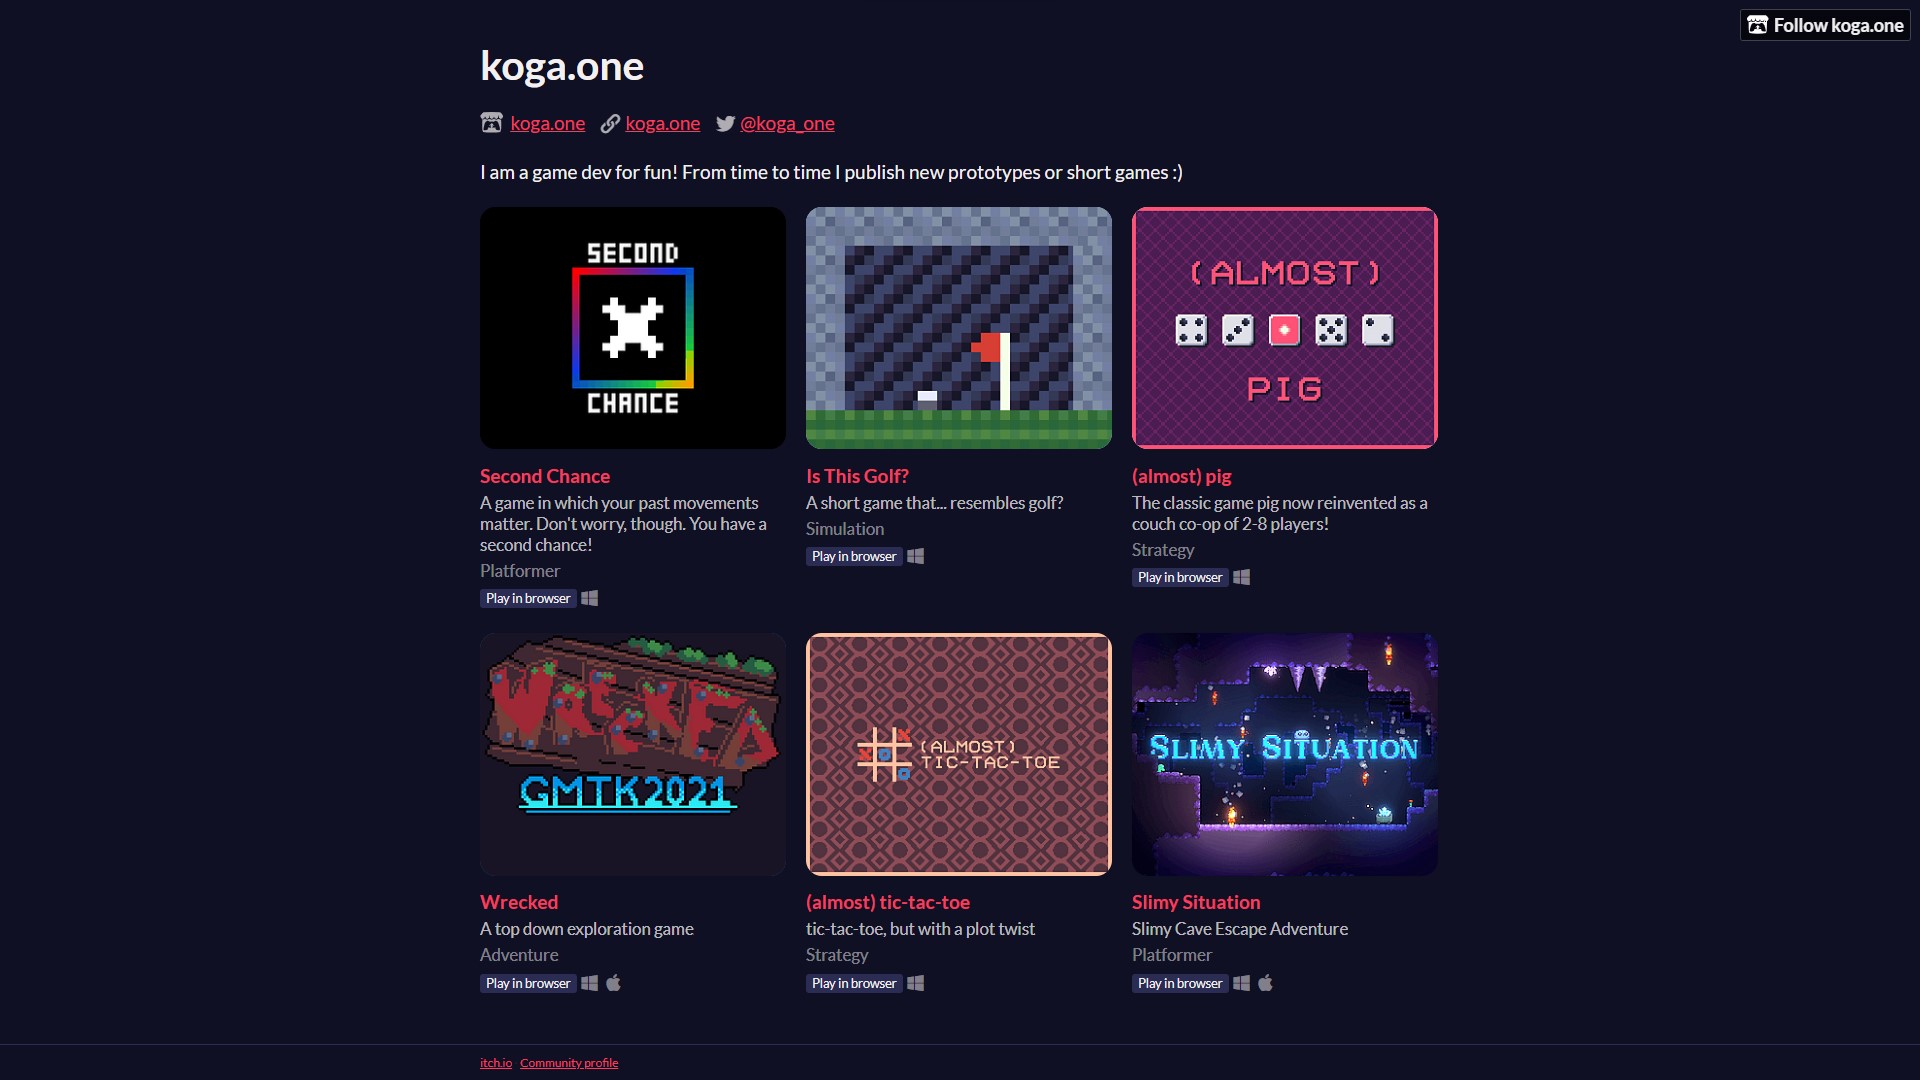 Follow koga.one
koga.one
koga.one koga.one @koga_one
I am a game dev for fun! From time to time I publish new prototypes or short games :)
SECOND
CHANCE
(ALMOST)
PIG
Second Chance
A game in which your past movements
matter. Don't worry, though. You have a
second chance!
Platformer
Play in browser
Is This Golf?
A short game that... resembles golf?
Simulation
Play in browser
(almost) pig
The classic game pig now reinvented as a
couch co-op of 2-8 players!
Strategy
Play in browser
WRECKED
GMTK2021
(ALMOST)
TIC-TAC-TOE
SLIMY SITUATION
Wrecked
A top down exploration game
Adventure
Play in browser
(almost) tic-tac-toe
tic-tac-toe, but with a plot twist
Strategy
Play in browser
Slimy Situation
Slimy Cave Escape Adventure
Platformer
Play in browser
itch.io Community profile